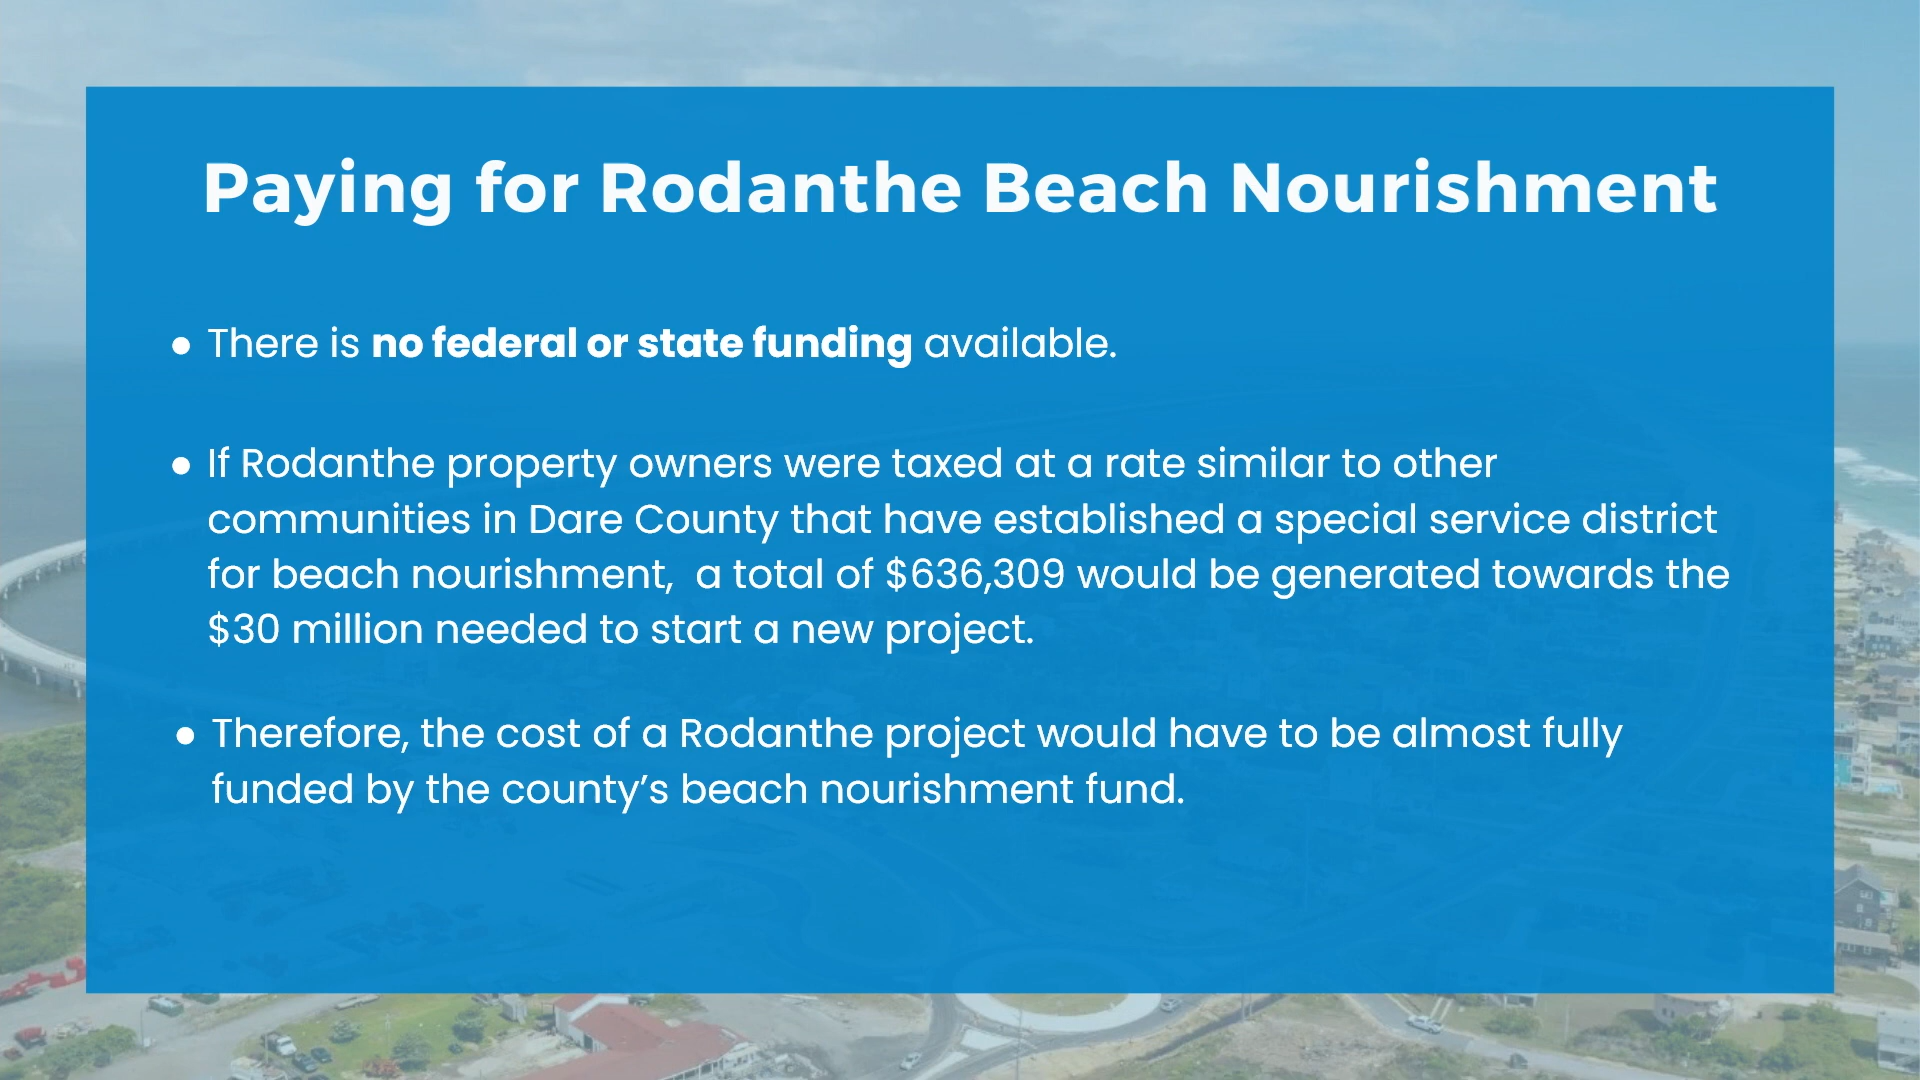 Paying for Rodanthe Beach Nourishment
• There is no federal or state funding available.
• If Rodanthe property owners were taxed at a rate similar to other
communities in Dare County that have established a special service district
for beach nourishment,  a total of $636,309 would be generated towards the
$30 million needed to start a new project.
• Therefore, the cost of a Rodanthe project would have to be almost fully
funded by the county’s beach nourishment fund.